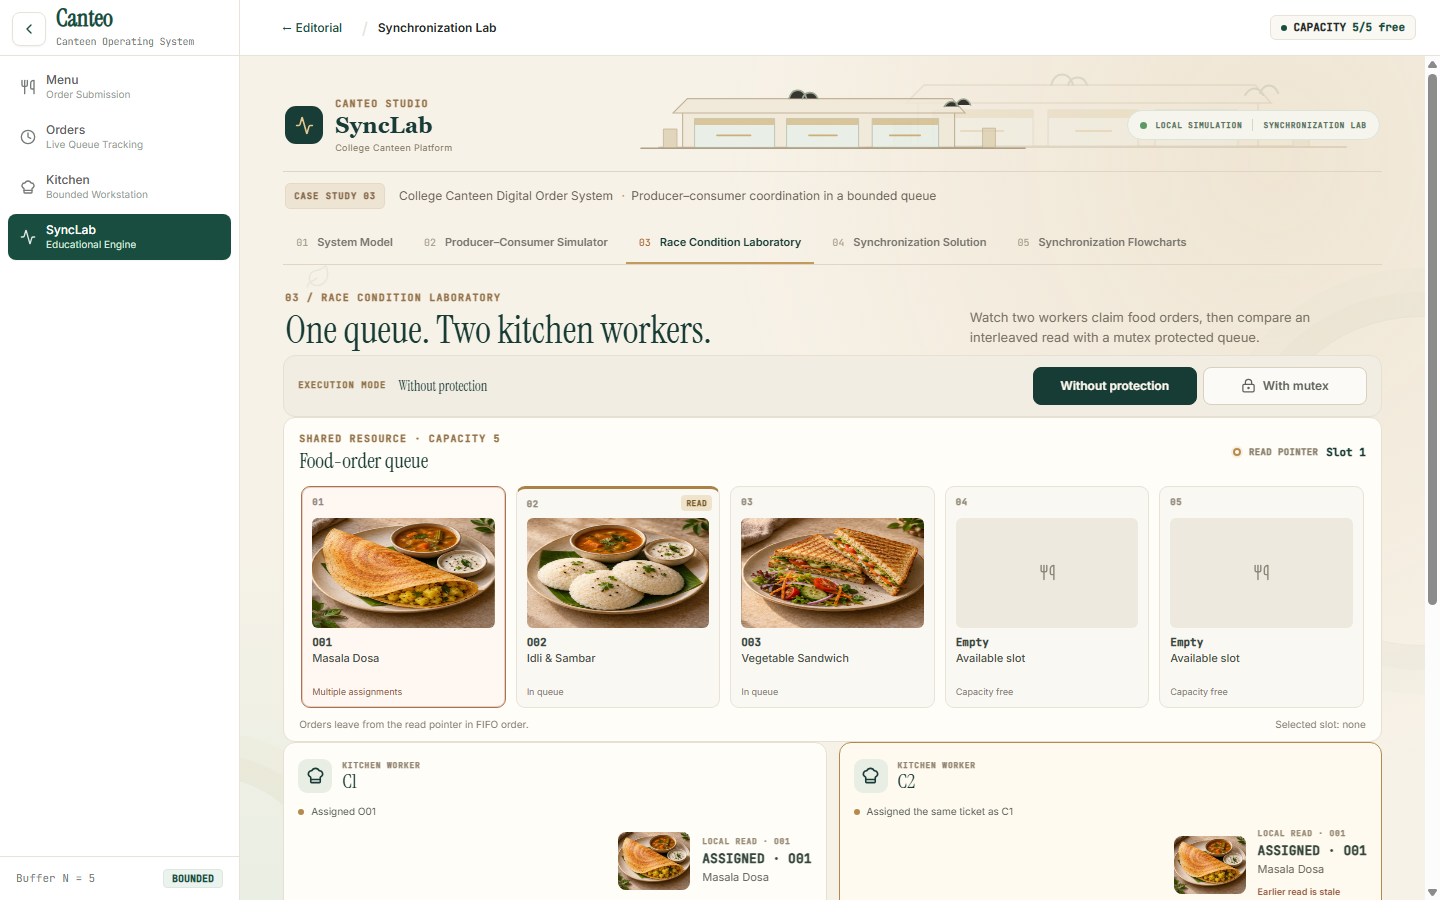 Canteo
Canteen Operating System
Menu
Order Submission
Orders
Live Queue Tracking
Kitchen
Bounded Workstation
SyncLab
Educational Engine
Buffer N = 5
BOUNDED
← Editorial / Synchronization Lab
CAPACITY 5/5 free
CANTEO STUDIO
SyncLab
College Canteen Platform
LOCAL SIMULATION | SYNCHRONIZATION LAB
CASE STUDY 03
College Canteen Digital Order System · Producer–consumer coordination in a bounded queue
01 System Model
02 Producer–Consumer Simulator
03 Race Condition Laboratory
04 Synchronization Solution
05 Synchronization Flowcharts
03 / RACE CONDITION LABORATORY
One queue. Two kitchen workers.
Watch two workers claim food orders, then compare an
interleaved read with a mutex protected queue.
EXECUTION MODE Without protection
Without protection
With mutex
SHARED RESOURCE · CAPACITY 5
Food-order queue
READ POINTER Slot 1
01
O01
Masala Dosa
Multiple assignments
02
READ
O02
Idli & Sambar
In queue
03
O03
Vegetable Sandwich
In queue
04
Empty
Available slot
Capacity free
05
Empty
Available slot
Capacity free
Orders leave from the read pointer in FIFO order.
Selected slot: none
KITCHEN WORKER
C1
Assigned O01
LOCAL READ · O01
ASSIGNED · O01
Masala Dosa
KITCHEN WORKER
C2
Assigned the same ticket as C1
LOCAL READ · O01
ASSIGNED · O01
Masala Dosa
Earlier read is stale